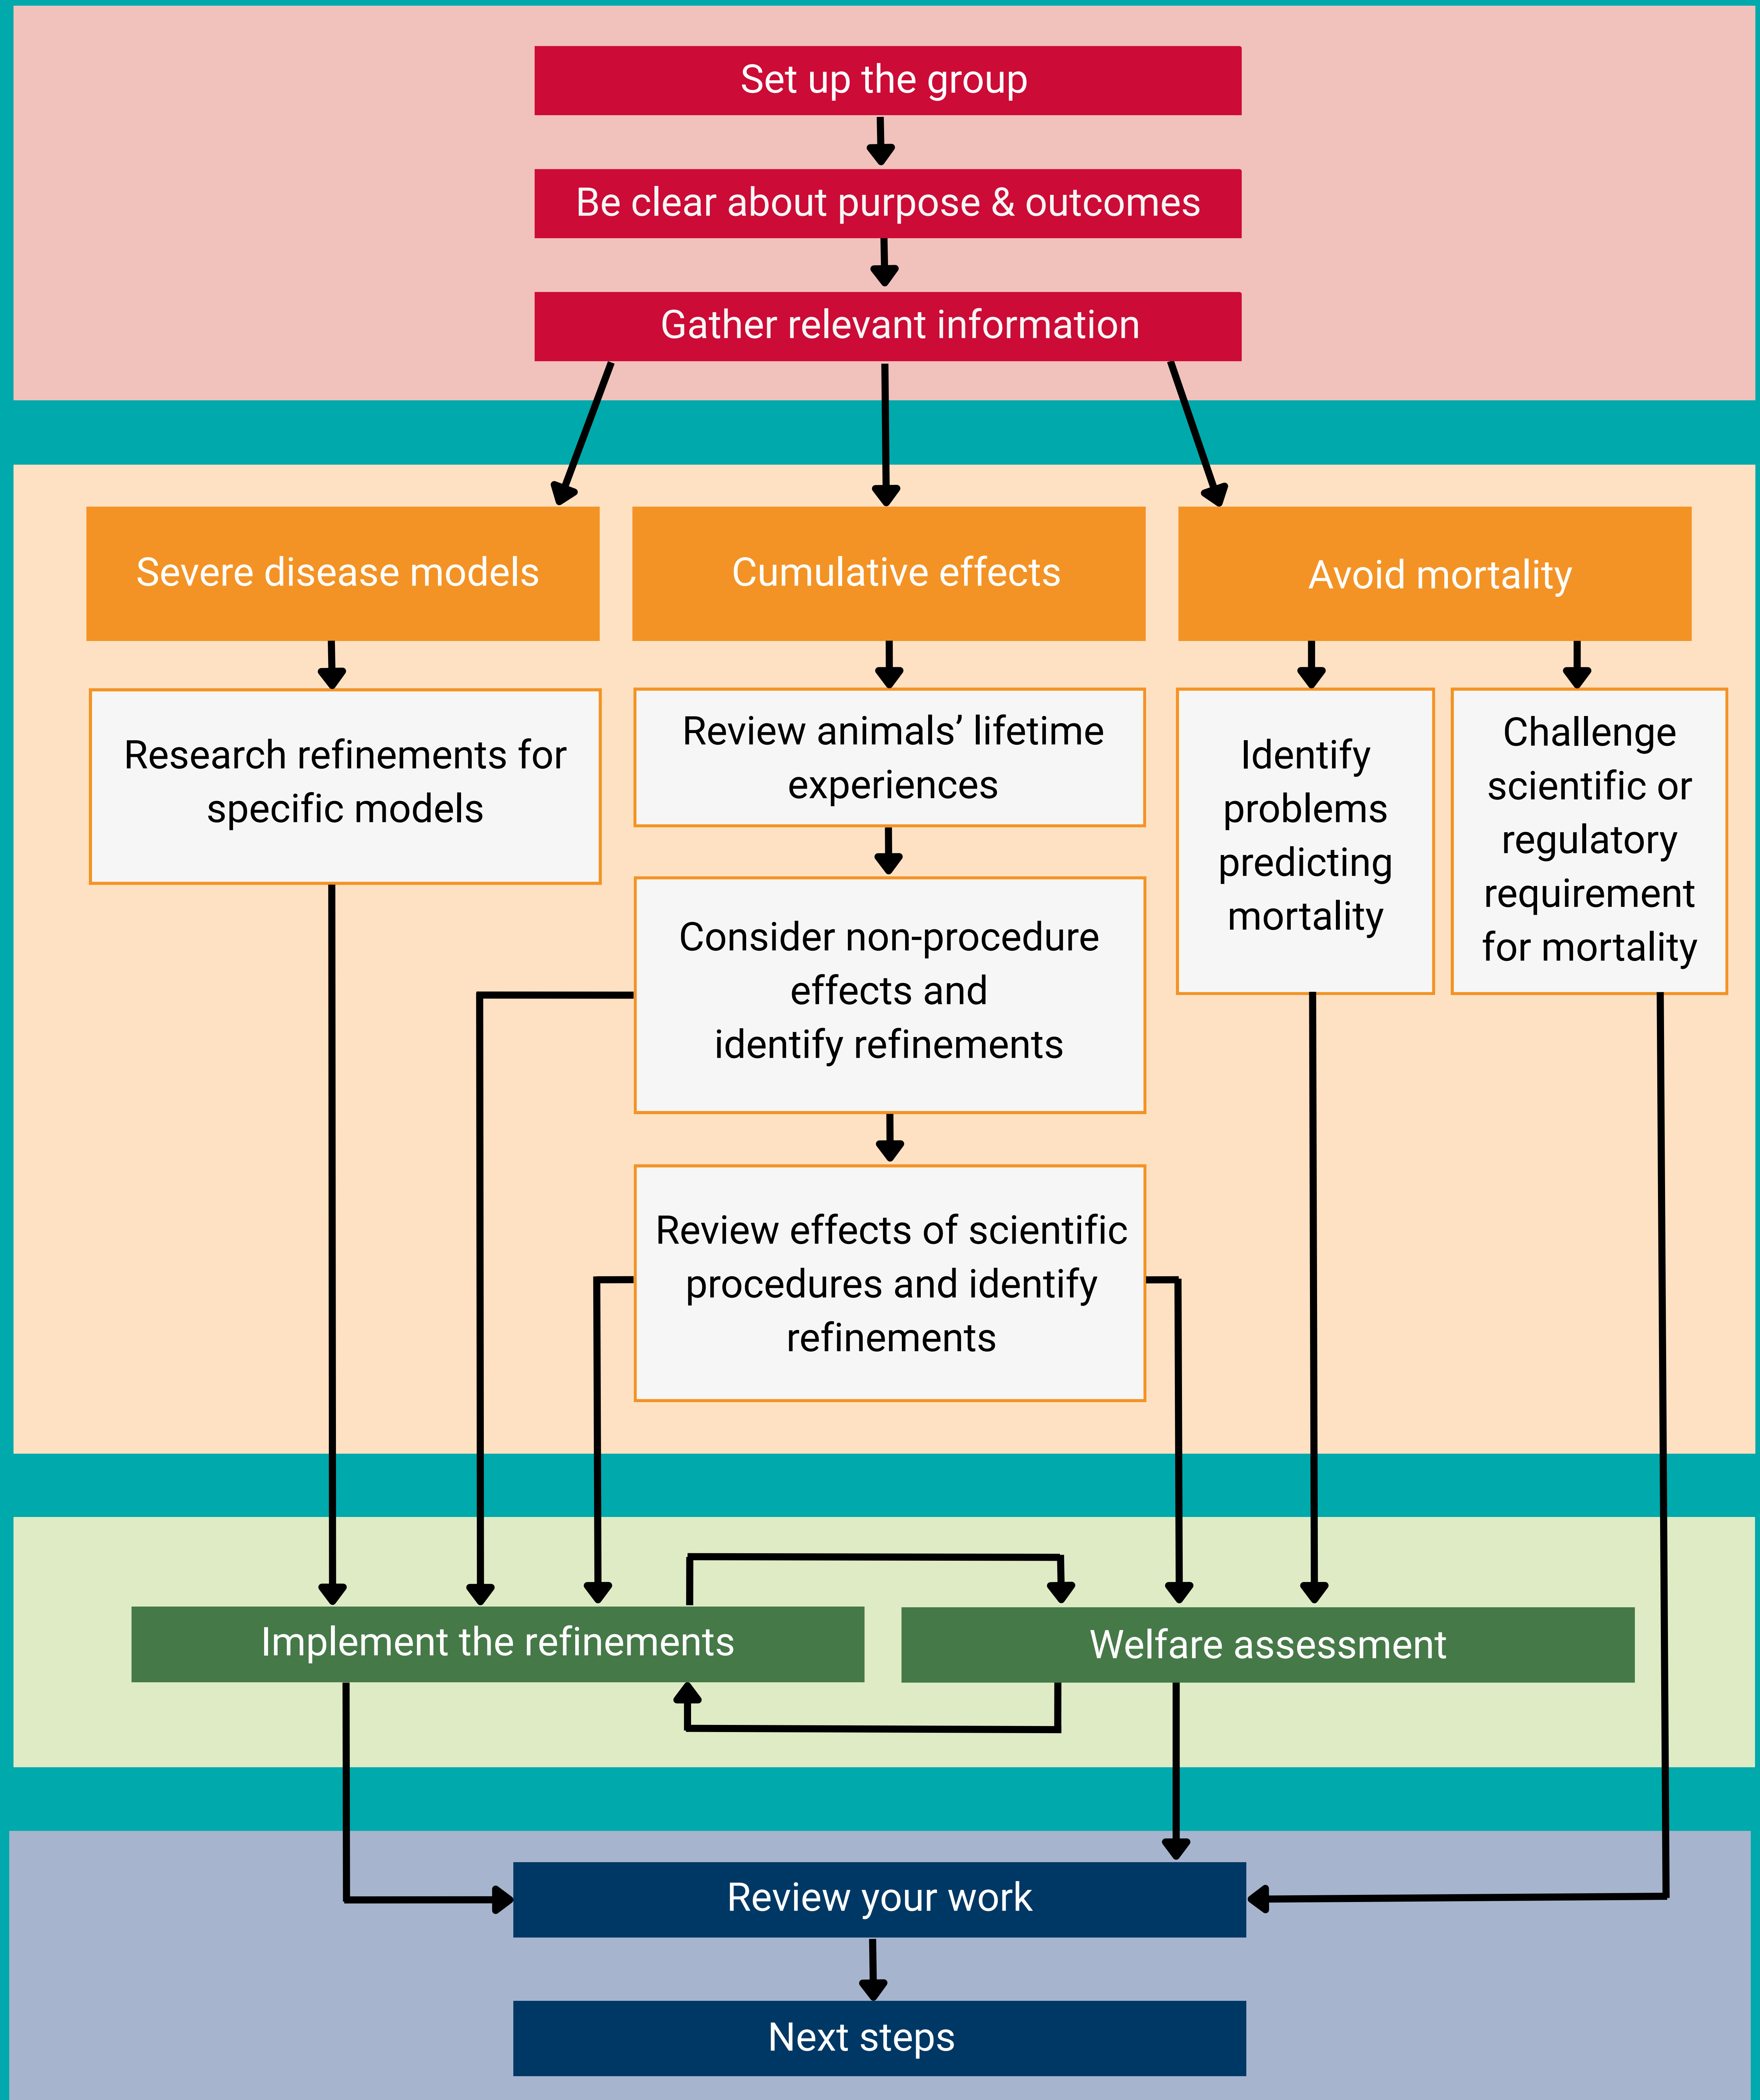 Set up the group
Be clear about purpose & outcomes
Gather relevant information
Severe disease models
Cumulative effects
Avoid mortality
Research refinements for
specific models
Review animals’ lifetime
experiences
Identify
problems
predicting
mortality
Challenge
scientific or
regulatory
requirement
for mortality
Consider non-procedure
effects and
identify refinements
Review effects of scientific
procedures and identify
refinements
Implement the refinements
Welfare assessment
Review your work
Next steps